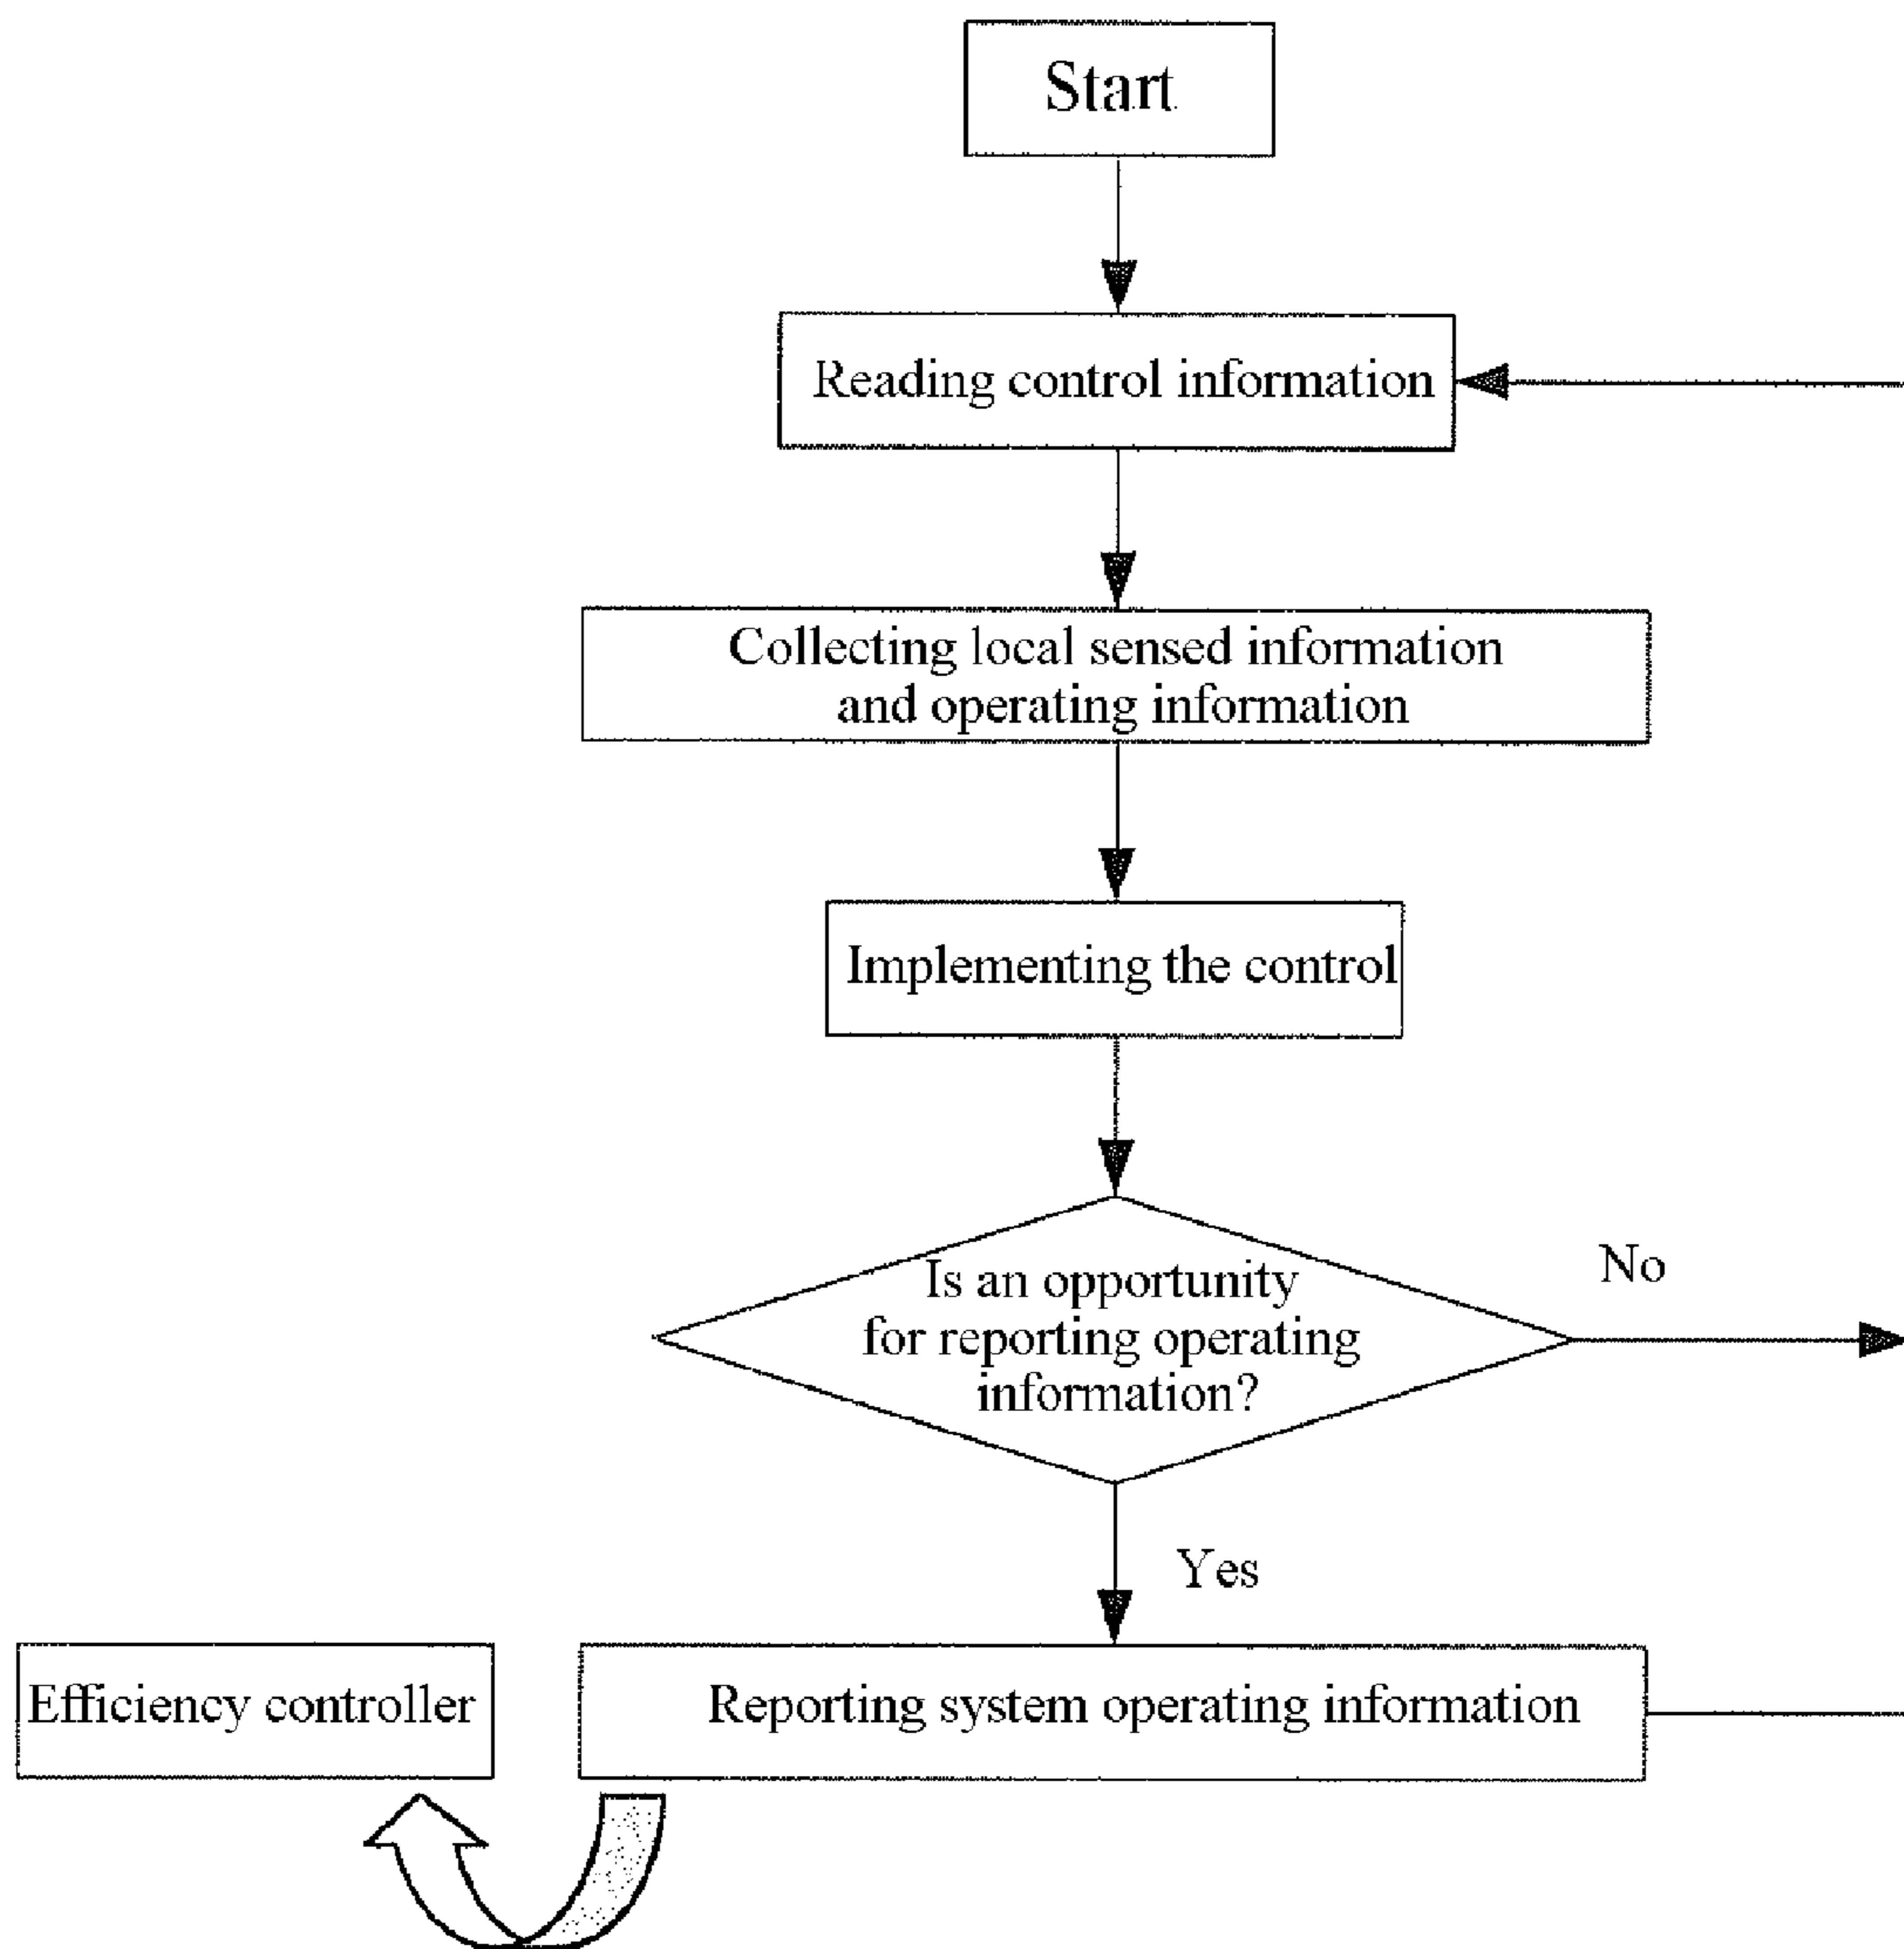 Start
Reading control information
Collecting local sensed information
and operating information
Implementing the control
Is an opportunity
for reporting operating
information?
No
Yes
Efficiency controller
Reporting system operating information